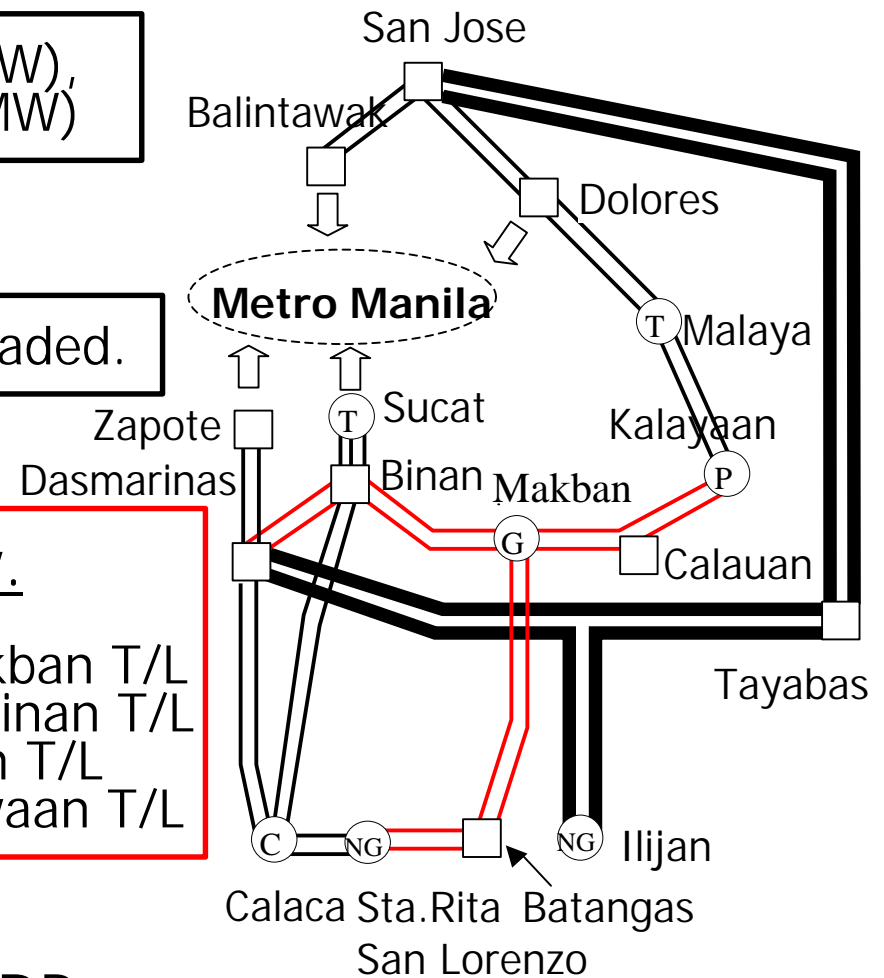 San Jose
W),
MW)
Balintawak
Dolores
Metro Manila
aded.
T
Malaya
Zapote
T
Sucat
Kalayaan
Dasmarinas
Binan
Makban
P
G
Calauan
y.
kban T/L
inan T/L
n T/L
yaan T/L
Tayabas
C
NG
NG
Ilijan
Calaca
Sta.Rita
Batangas
San Lorenzo